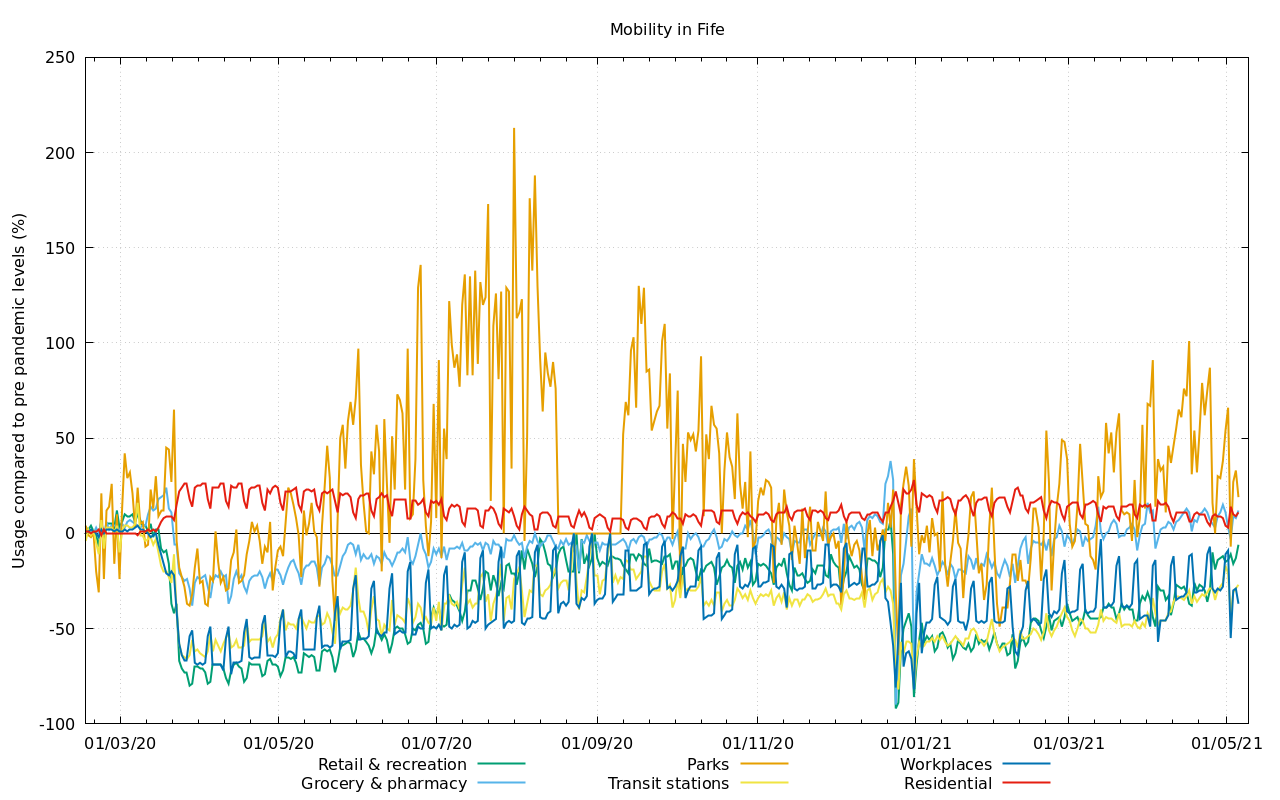 Mobility in Fife
Usage compared to pre pandemic levels (%)
250
200
150
100
50
0
-50
-100
01/03/20 01/05/20 01/07/20 01/09/20 01/11/20 01/01/21 01/03/21 01/05/21
Retail & recreation Parks Workplaces
Grocery & pharmacy Transit stations Residential